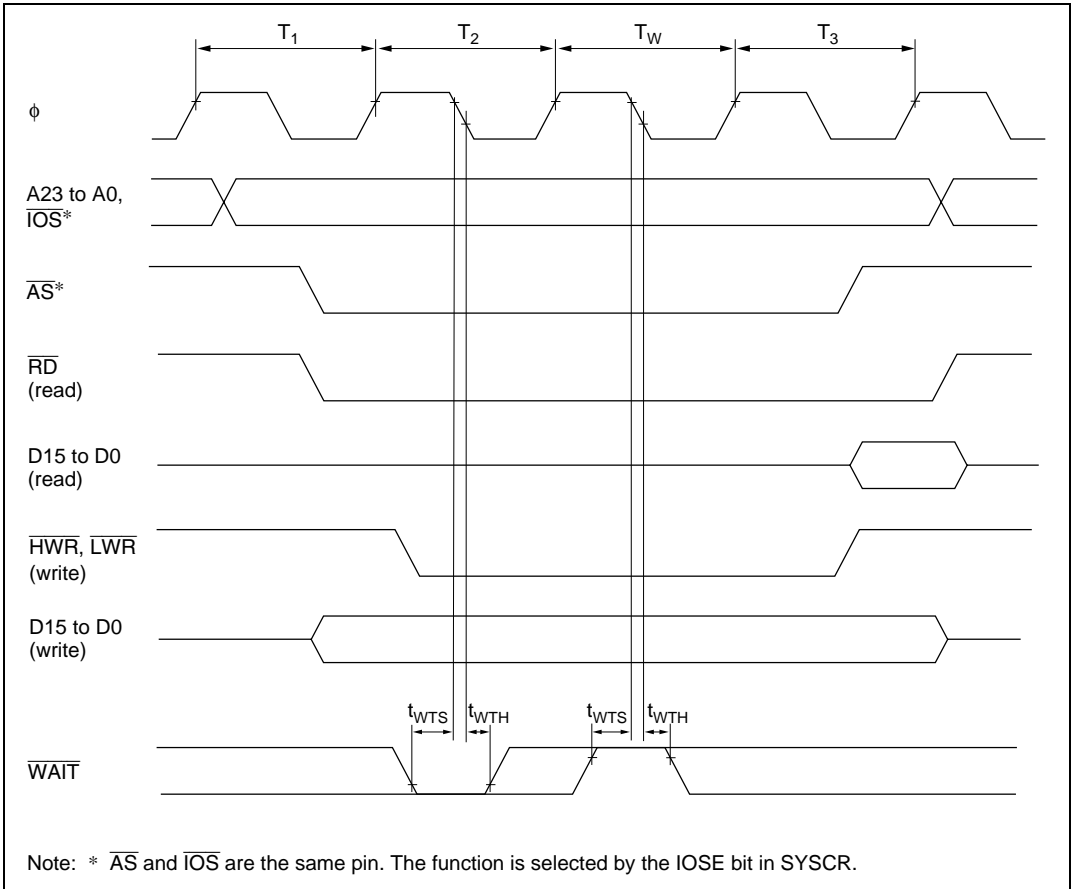 T1 T2 TW T3
ϕ
A23 to A0,
IOS*
AS*
RD
(read)
D15 to D0
(read)
HWR, LWR
(write)
D15 to D0
(write)
tWTS tWTH tWTS tWTH
WAIT
Note: * AS and IOS are the same pin. The function is selected by the IOSE bit in SYSCR.